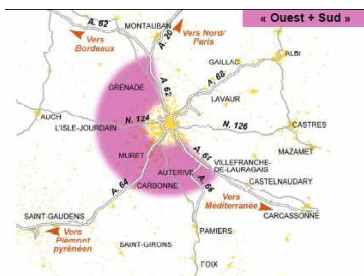 « Ouest + Sud »
A. 62
MONTAUBAN
A. 20
Vers
Nord/
Paris
Vers
Bordeaux
GAILLAC
ALBI
GRENADE
A. 62
A. 68
LAVAUR
AUCH
N. 124
L'ISLE-JOURDAIN
N. 126
CASTRES
MURET
A. 61
MAZAMET
VILLEFRANCHE-
DE-LAURAGAIS
AUTERIVE
A. 64
CARBONNE
A. 66
CASTELNAUDARY
Vers
Méditerranée
CARCASSONNE
SAINT-GAUDENS
Vers
Piémont
pyrénéen
PAMIERS
SAINT-GIRONS
FOIX